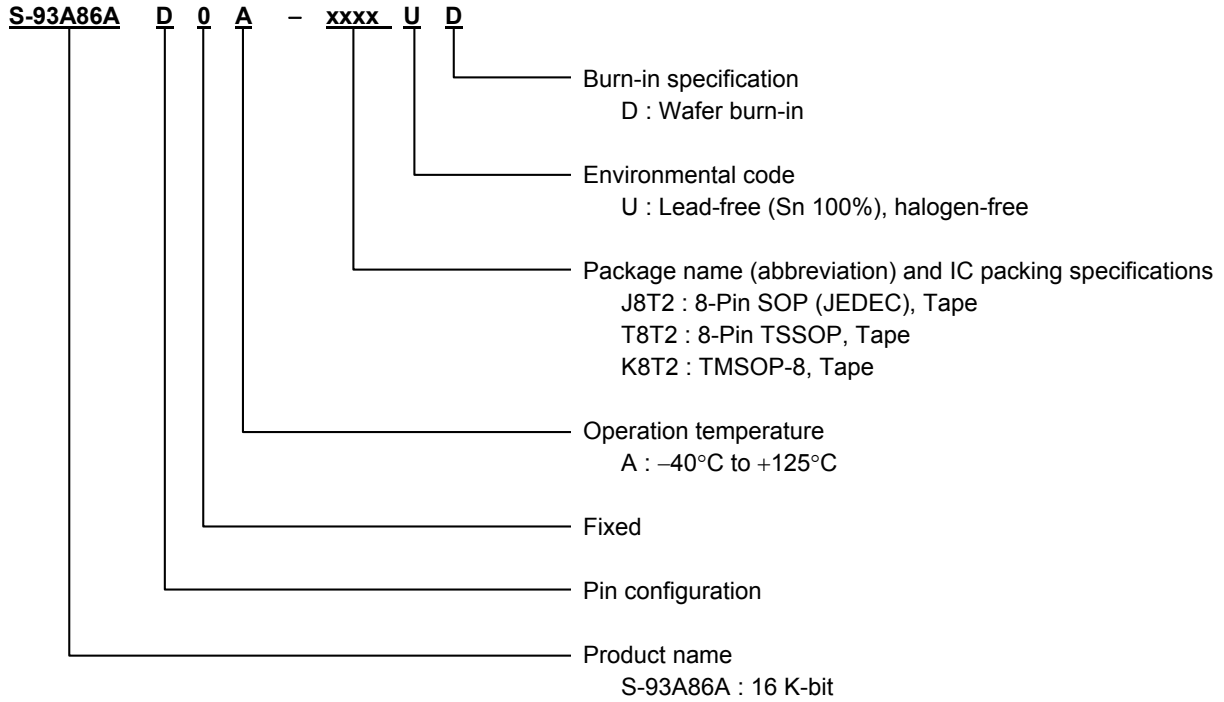 S-93A86A D 0 A – xxxx U D
Burn-in specification
D : Wafer burn-in
Environmental code
U : Lead-free (Sn 100%), halogen-free
Package name (abbreviation) and IC packing specifications
J8T2 : 8-Pin SOP (JEDEC), Tape
T8T2 : 8-Pin TSSOP, Tape
K8T2 : TMSOP-8, Tape
Operation temperature
A : −40°C to +125°C
Fixed
Pin configuration
Product name
S-93A86A : 16 K-bit